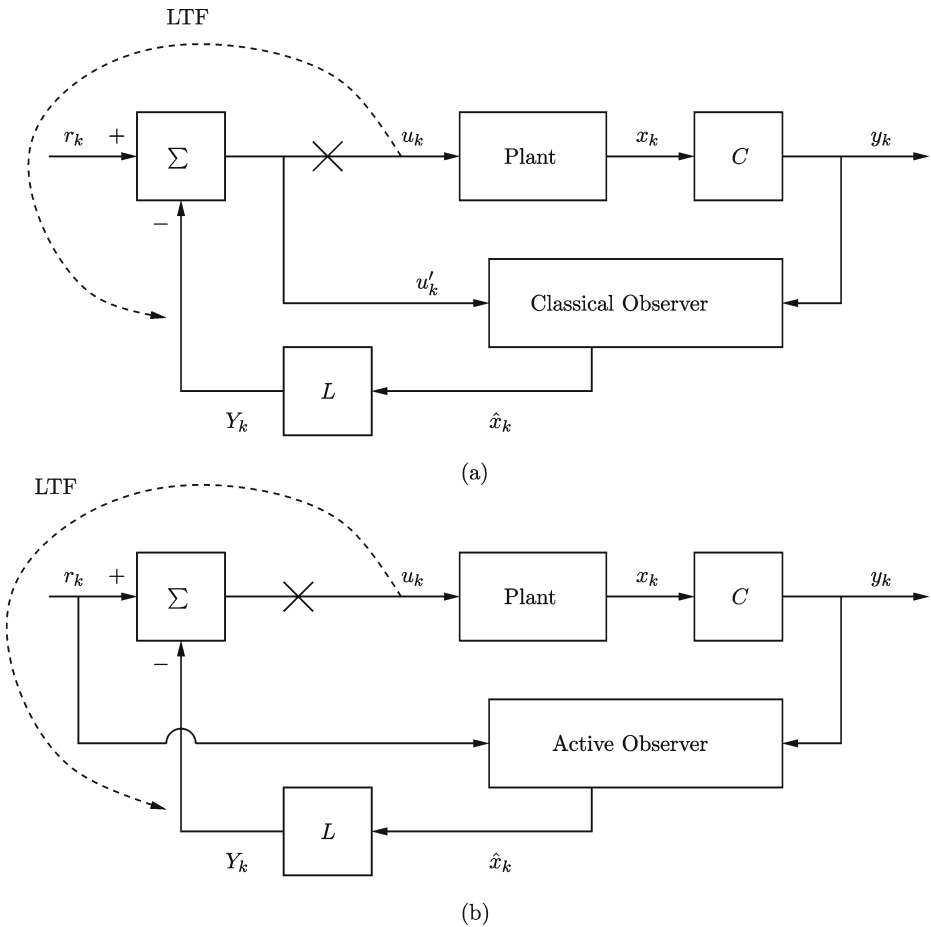 LTF
r_k + u_k x_k y_k
Σ Plant C
−
u′_k Classical Observer
L
Y_k x̂_k
(a)
LTF
r_k + u_k x_k y_k
Σ Plant C
−
Active Observer
L
Y_k x̂_k
(b)